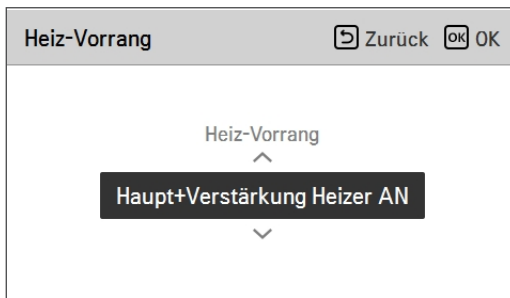 Heiz-Vorrang Zurück OK OK
Heiz-Vorrang
Haupt+Verstärkung Heizer AN